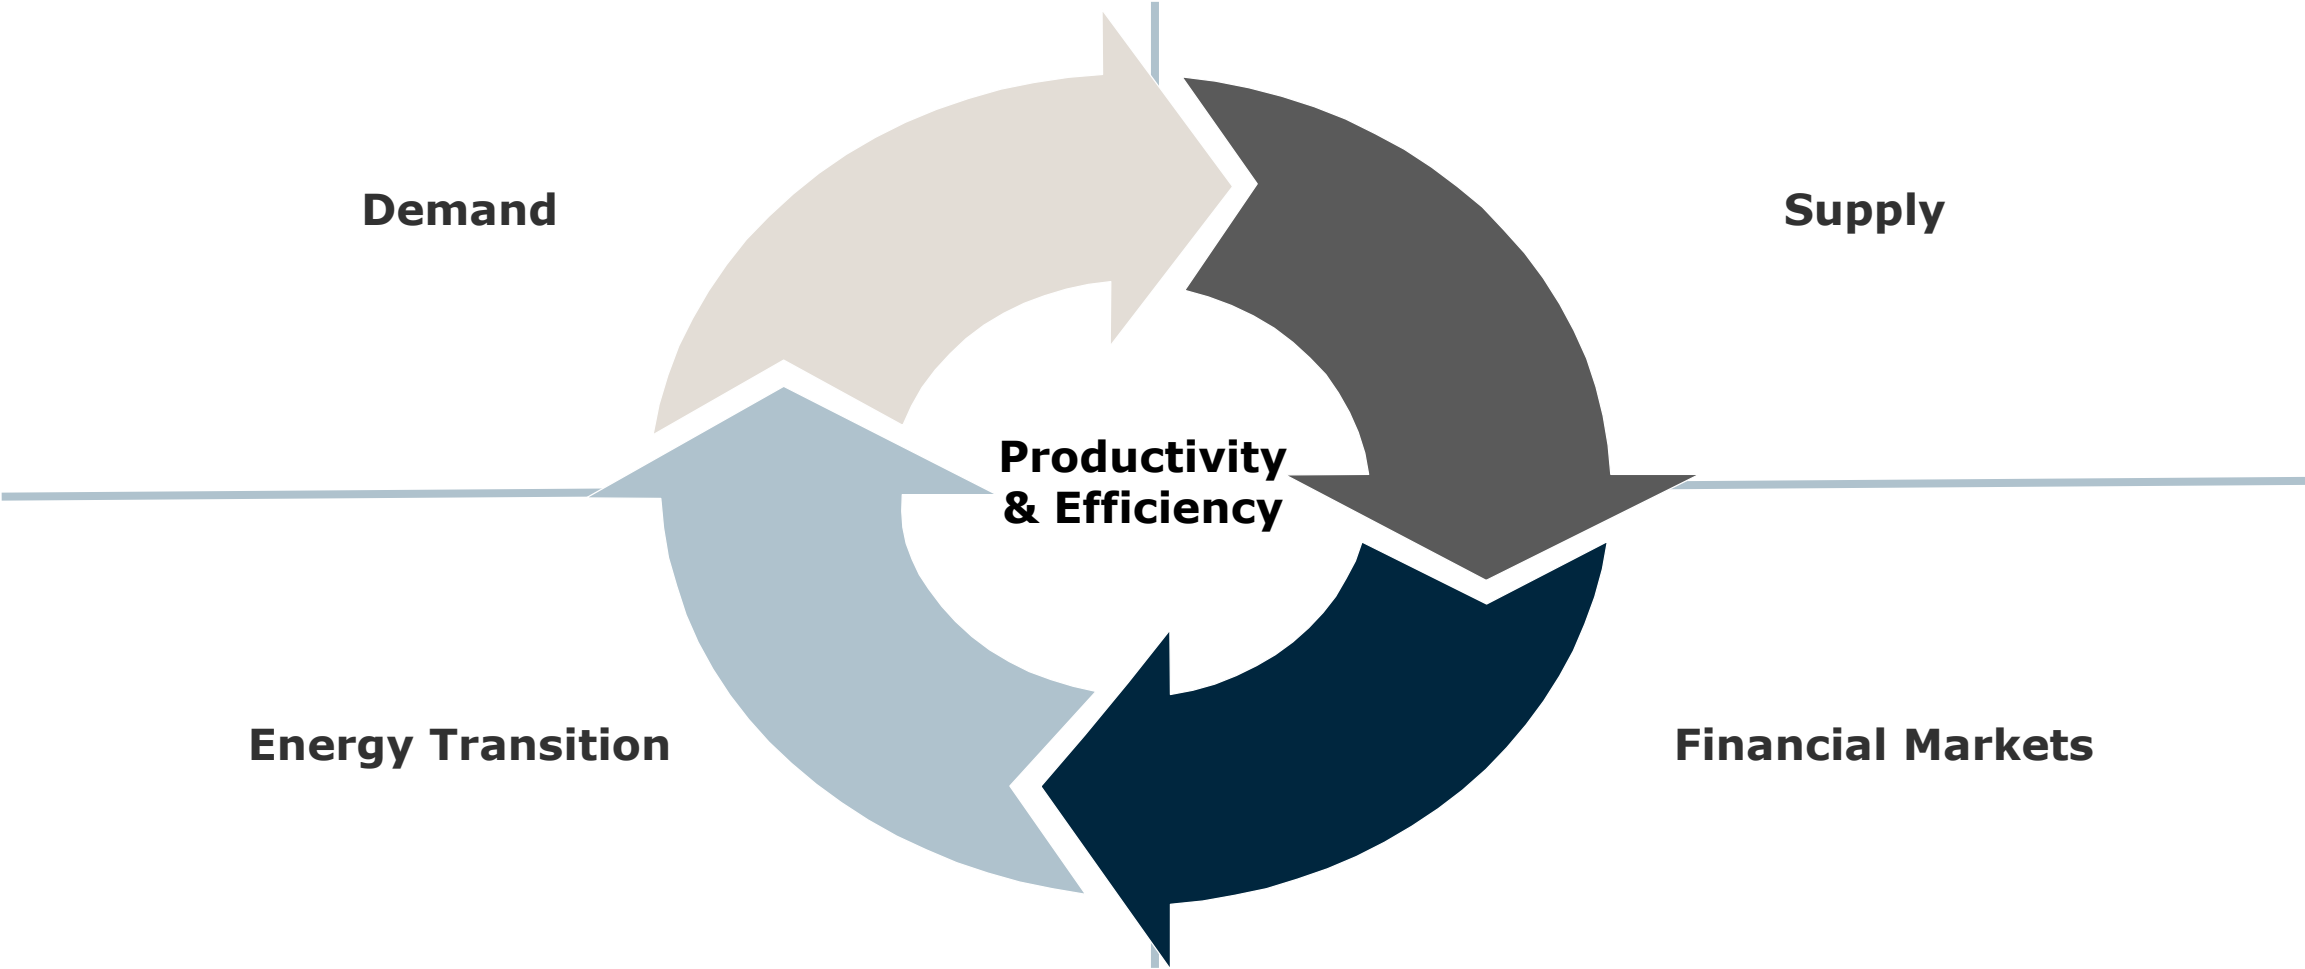 Demand
Supply
Productivity
& Efficiency
Energy Transition
Financial Markets